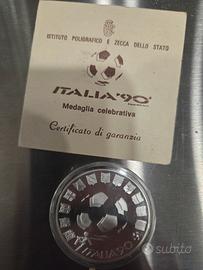 ISTITUTO POLIGRAFICO E ZECCA DELLO STATO
ITALIA '90
Medaglia celebrativa
Certificato di garanzia
ITALIA '90
subito